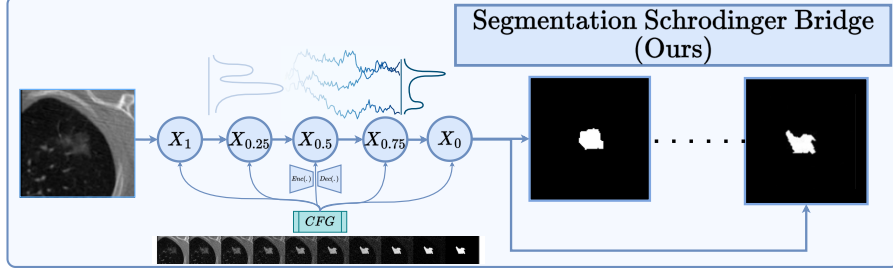 Segmentation Schrodinger Bridge
(Ours)
X₁
X₀.₂₅
X₀.₅
X₀.₇₅
X₀
Enc(.)
Dec(.)
CFG